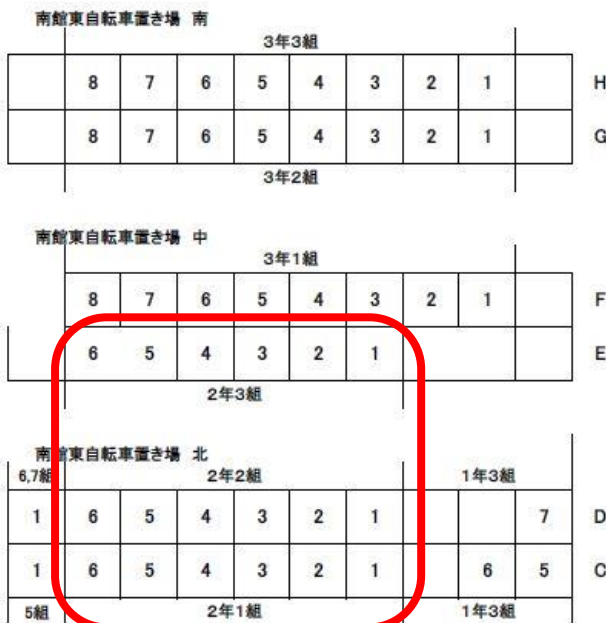 南館東自転車置き場 南
3年3組
8 7 6 5 4 3 2 1 H
8 7 6 5 4 3 2 1 G
3年2組
南館東自転車置き場 中
3年1組
8 7 6 5 4 3 2 1 F
6 5 4 3 2 1 E
2年3組
南館東自転車置き場 北
6,7組 2年2組 1年3組
1 6 5 4 3 2 1 7 D
1 6 5 4 3 2 1 6 5 C
5組 2年1組 1年3組